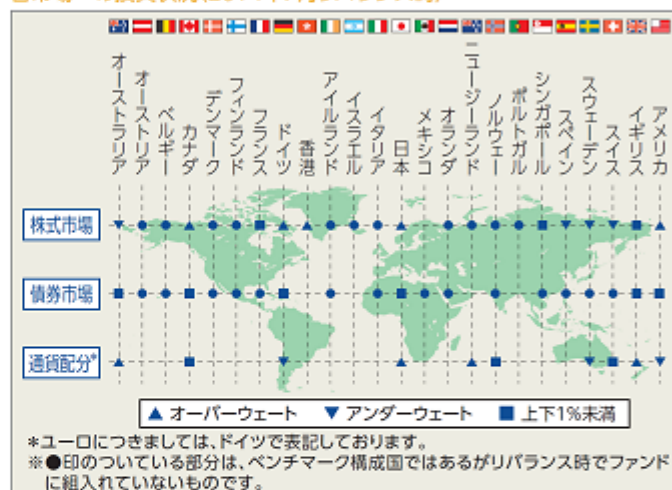 オーストラリア
オーストリア
ベルギー
カナダ
デンマーク
フィンランド
フランス
ドイツ
香港
アイルランド
イスラエル
イタリア
日本
メキシコ
オランダ
ニュージーランド
ノルウェー
ポルトガル
シンガポール
スペイン
スウェーデン
スイス
イギリス
アメリカ
株式市場
債券市場
通貨配分*
▲ オーバーウェート ▼ アンダーウェート ■ 上下1%未満
*ユーロにつきましては、ドイツで表記しております。
※●印のついている部分は、ベンチマーク構成国ではあるがリバランス時でファンド
に組入れていないものです。